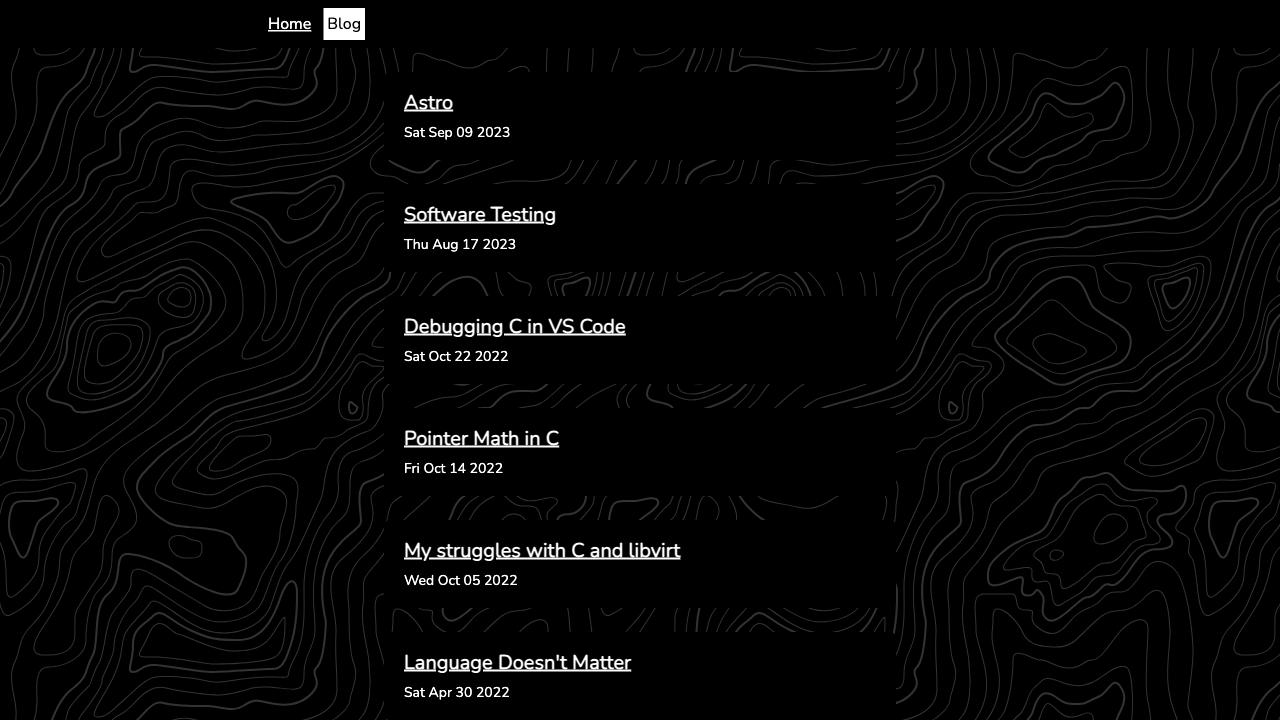 Home Blog
Astro
Sat Sep 09 2023
Software Testing
Thu Aug 17 2023
Debugging C in VS Code
Sat Oct 22 2022
Pointer Math in C
Fri Oct 14 2022
My struggles with C and libvirt
Wed Oct 05 2022
Language Doesn't Matter
Sat Apr 30 2022